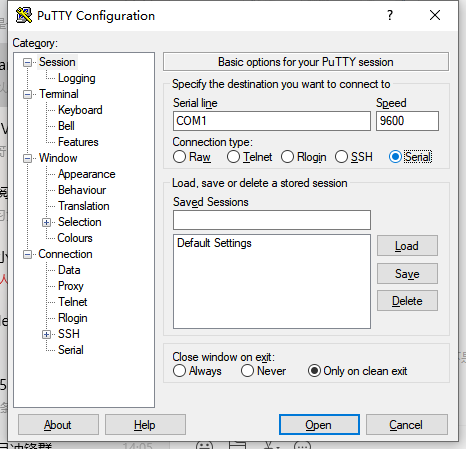 PuTTY Configuration
Category:
Session
Logging
Terminal
Keyboard
Bell
Features
Window
Appearance
Behaviour
Translation
Selection
Colours
Connection
Data
Proxy
Telnet
Rlogin
SSH
Serial
Basic options for your PuTTY session
Specify the destination you want to connect to
Serial line Speed
COM1 9600
Connection type:
Raw Telnet Rlogin SSH Serial
Load, save or delete a stored session
Saved Sessions
Default Settings
Load
Save
Delete
Close window on exit:
Always Never Only on clean exit
About Help Open Cancel
14:05